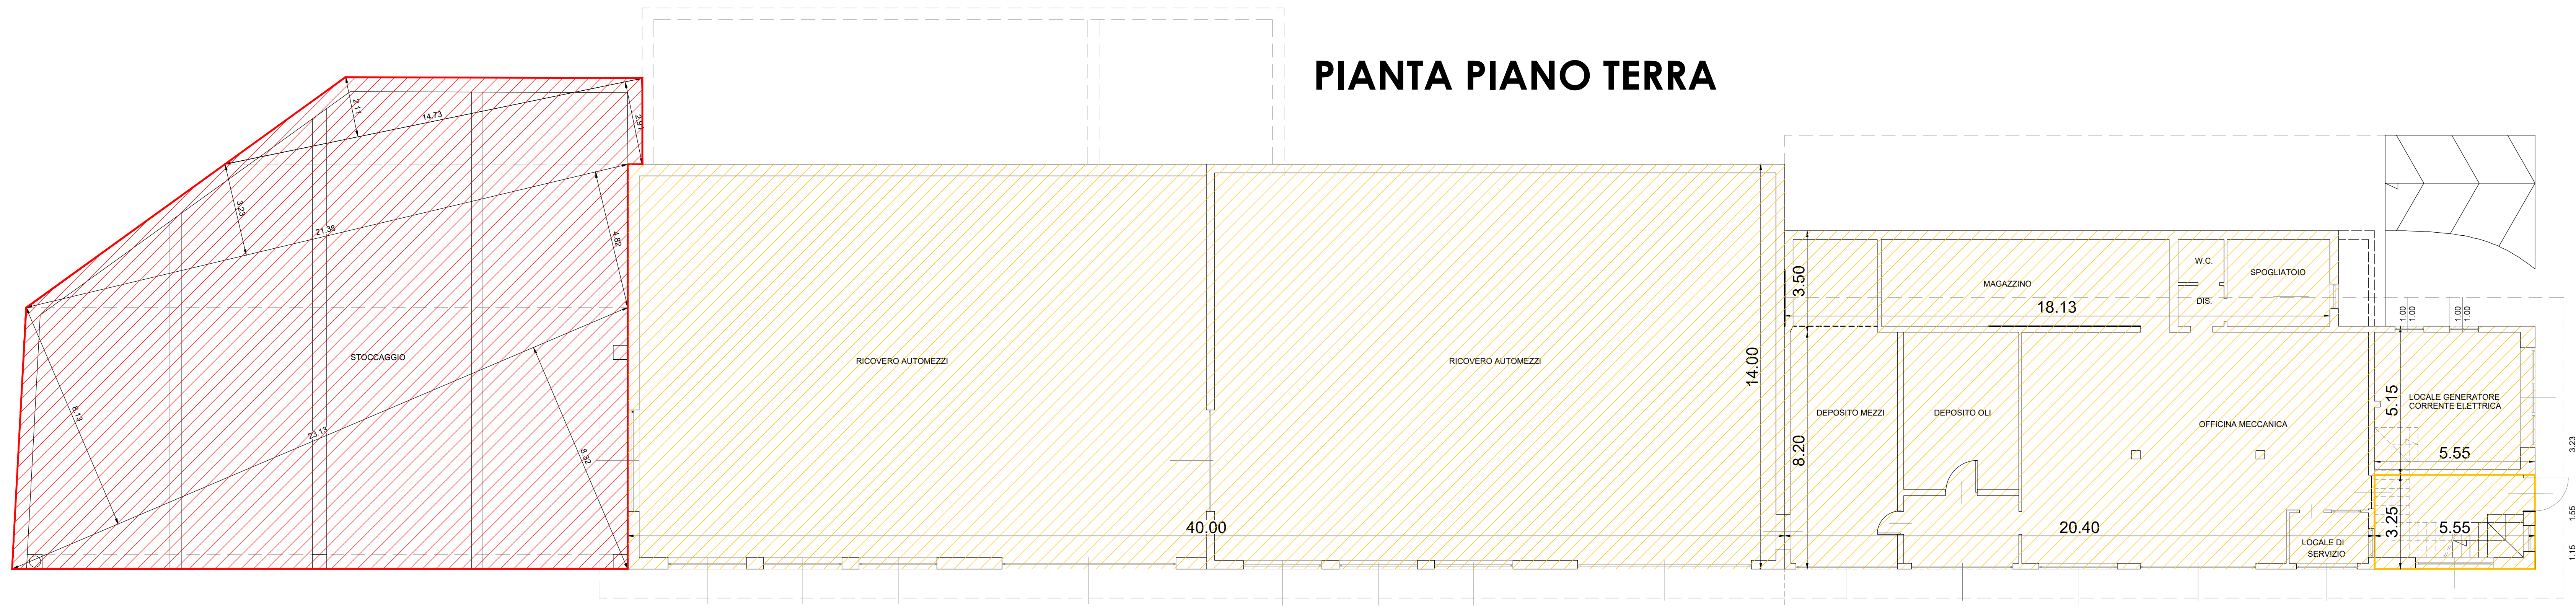 PIANTA PIANO TERRA
2.11
14.73
2.91
3.23
21.38
4.82
STOCCAGGIO
8.13
23.13
8.32
RICOVERO AUTOMEZZI
RICOVERO AUTOMEZZI
14.00
40.00
3.50
MAGAZZINO
W.C.
SPOGLIATOIO
DIS.
18.13
1.00
1.00
1.00
1.00
8.20
DEPOSITO MEZZI
DEPOSITO OLI
OFFICINA MECCANICA
5.15
LOCALE GENERATORE
CORRENTE ELETTRICA
5.55
3.23
20.40
3.25
5.55
1.55
LOCALE DI
SERVIZIO
1.15